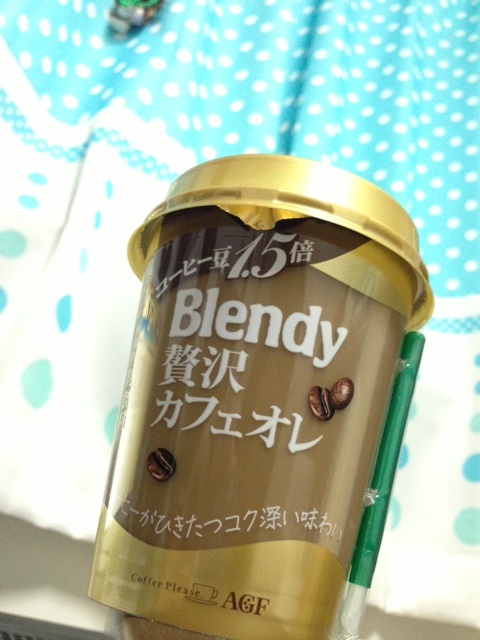 コーヒー豆1.5倍
Blendy
贅沢
カフェオレ
ーがひきたつコク深い味わい
Coffee Please. AGF